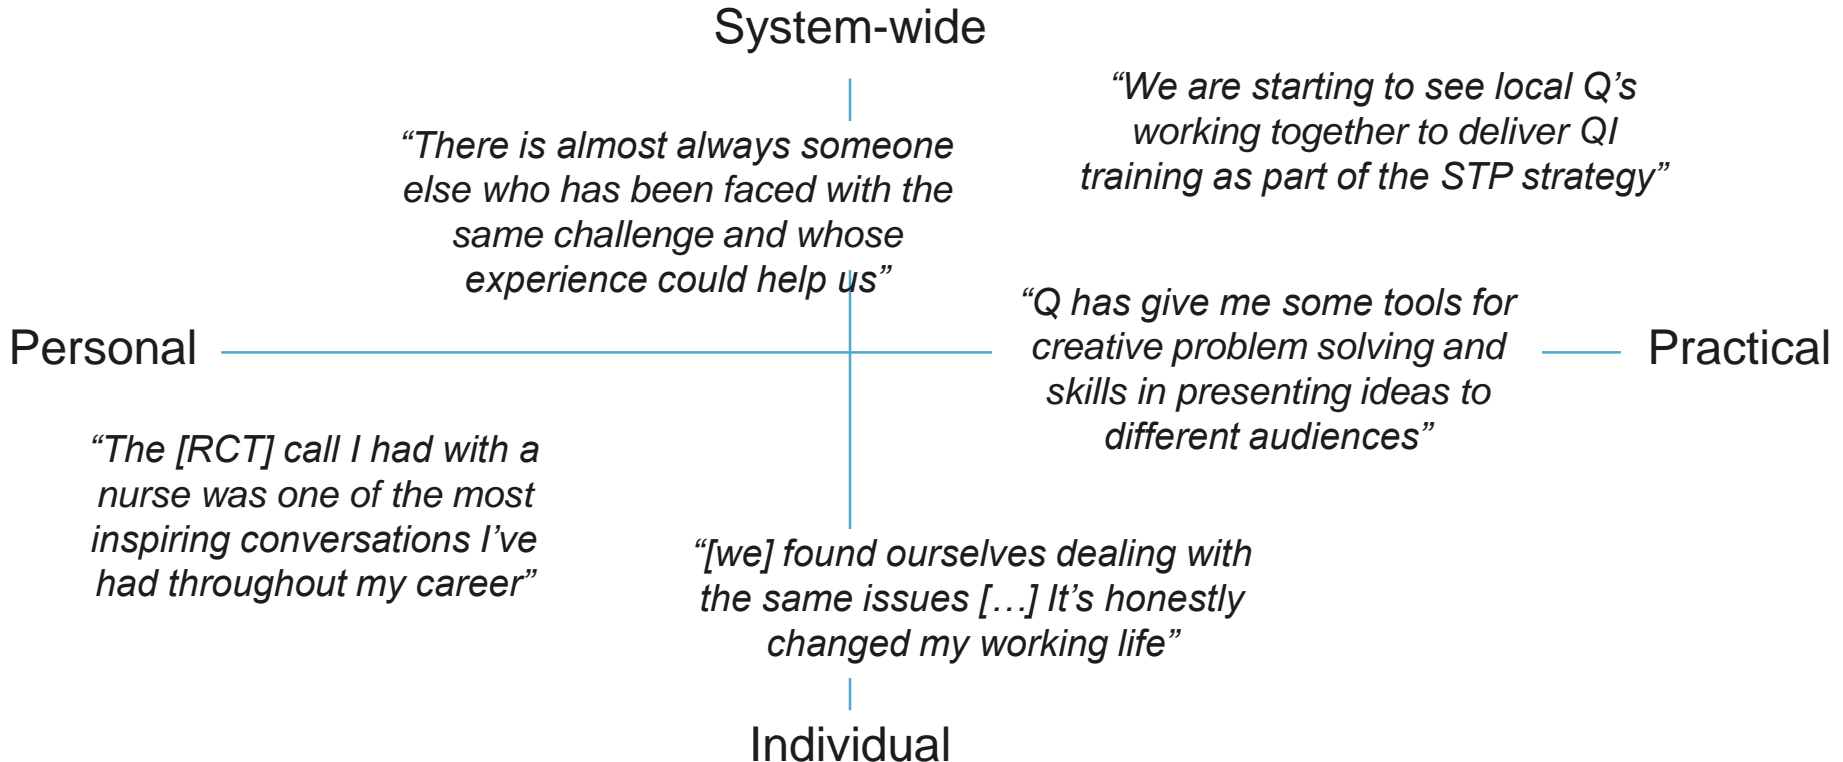 System-wide
“We are starting to see local Q’s
working together to deliver QI
training as part of the STP strategy”
“There is almost always someone
else who has been faced with the
same challenge and whose
experience could help us”
“Q has give me some tools for
creative problem solving and
skills in presenting ideas to
different audiences”
Personal
Practical
“The [RCT] call I had with a
nurse was one of the most
inspiring conversations I’ve
had throughout my career”
“[we] found ourselves dealing with
the same issues […] It’s honestly
changed my working life”
Individual